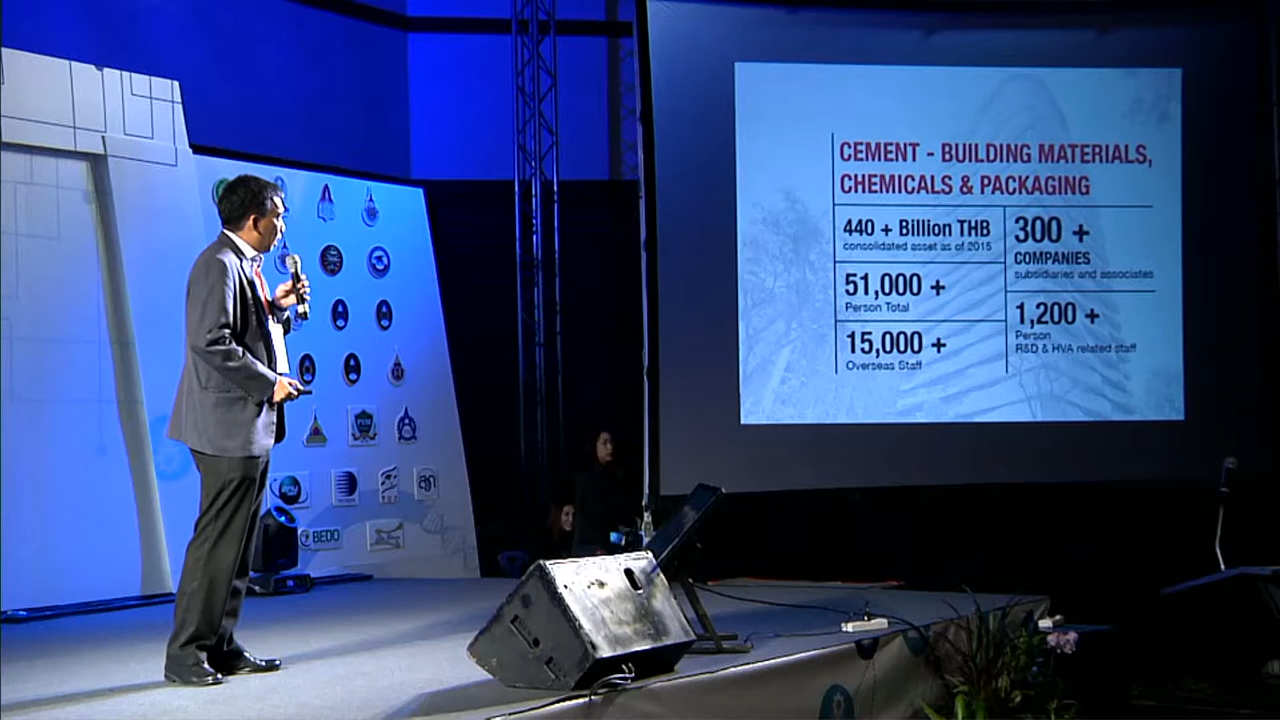 CEMENT - BUILDING MATERIALS,
CHEMICALS & PACKAGING
440 + Billion THB
consolidated asset as of 2015
51,000 +
Person Total
15,000 +
Overseas Staff
300 +
COMPANIES
subsidiaries and associates
1,200 +
Person
R&D & HVA related staff
BEDO